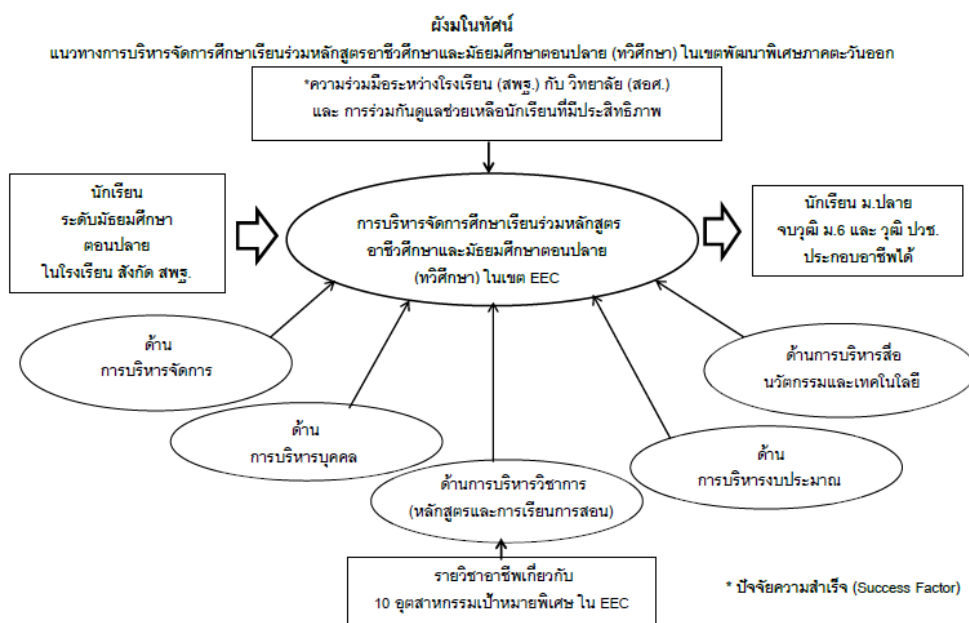 ผังมโนทัศน์
แนวทางการบริหารจัดการศึกษาเรียนร่วมหลักสูตรอาชีวศึกษาและมัธยมศึกษาตอนปลาย (ทวิศึกษา) ในเขตพัฒนาพิเศษภาคตะวันออก
*ความร่วมมือระหว่างโรงเรียน (สพฐ.) กับ วิทยาลัย (สอศ.)
และ การร่วมกันดูแลช่วยเหลือนักเรียนที่มีประสิทธิภาพ
นักเรียน
ระดับมัธยมศึกษา
ตอนปลาย
ในโรงเรียน สังกัด สพฐ.
การบริหารจัดการศึกษาเรียนร่วมหลักสูตร
อาชีวศึกษาและมัธยมศึกษาตอนปลาย
(ทวิศึกษา) ในเขต EEC
นักเรียน ม.ปลาย
จบวุฒิ ม.6 และ วุฒิ ปวช.
ประกอบอาชีพได้
ด้าน
การบริหารจัดการ
ด้าน
การบริหารบุคคล
ด้านการบริหารวิชาการ
(หลักสูตรและการเรียนการสอน)
ด้าน
การบริหารงบประมาณ
ด้านการบริหารสื่อ
นวัตกรรมและเทคโนโลยี
รายวิชาอาชีพเกี่ยวกับ
10 อุตสาหกรรมเป้าหมายพิเศษ ใน EEC
* ปัจจัยความสำเร็จ (Success Factor)